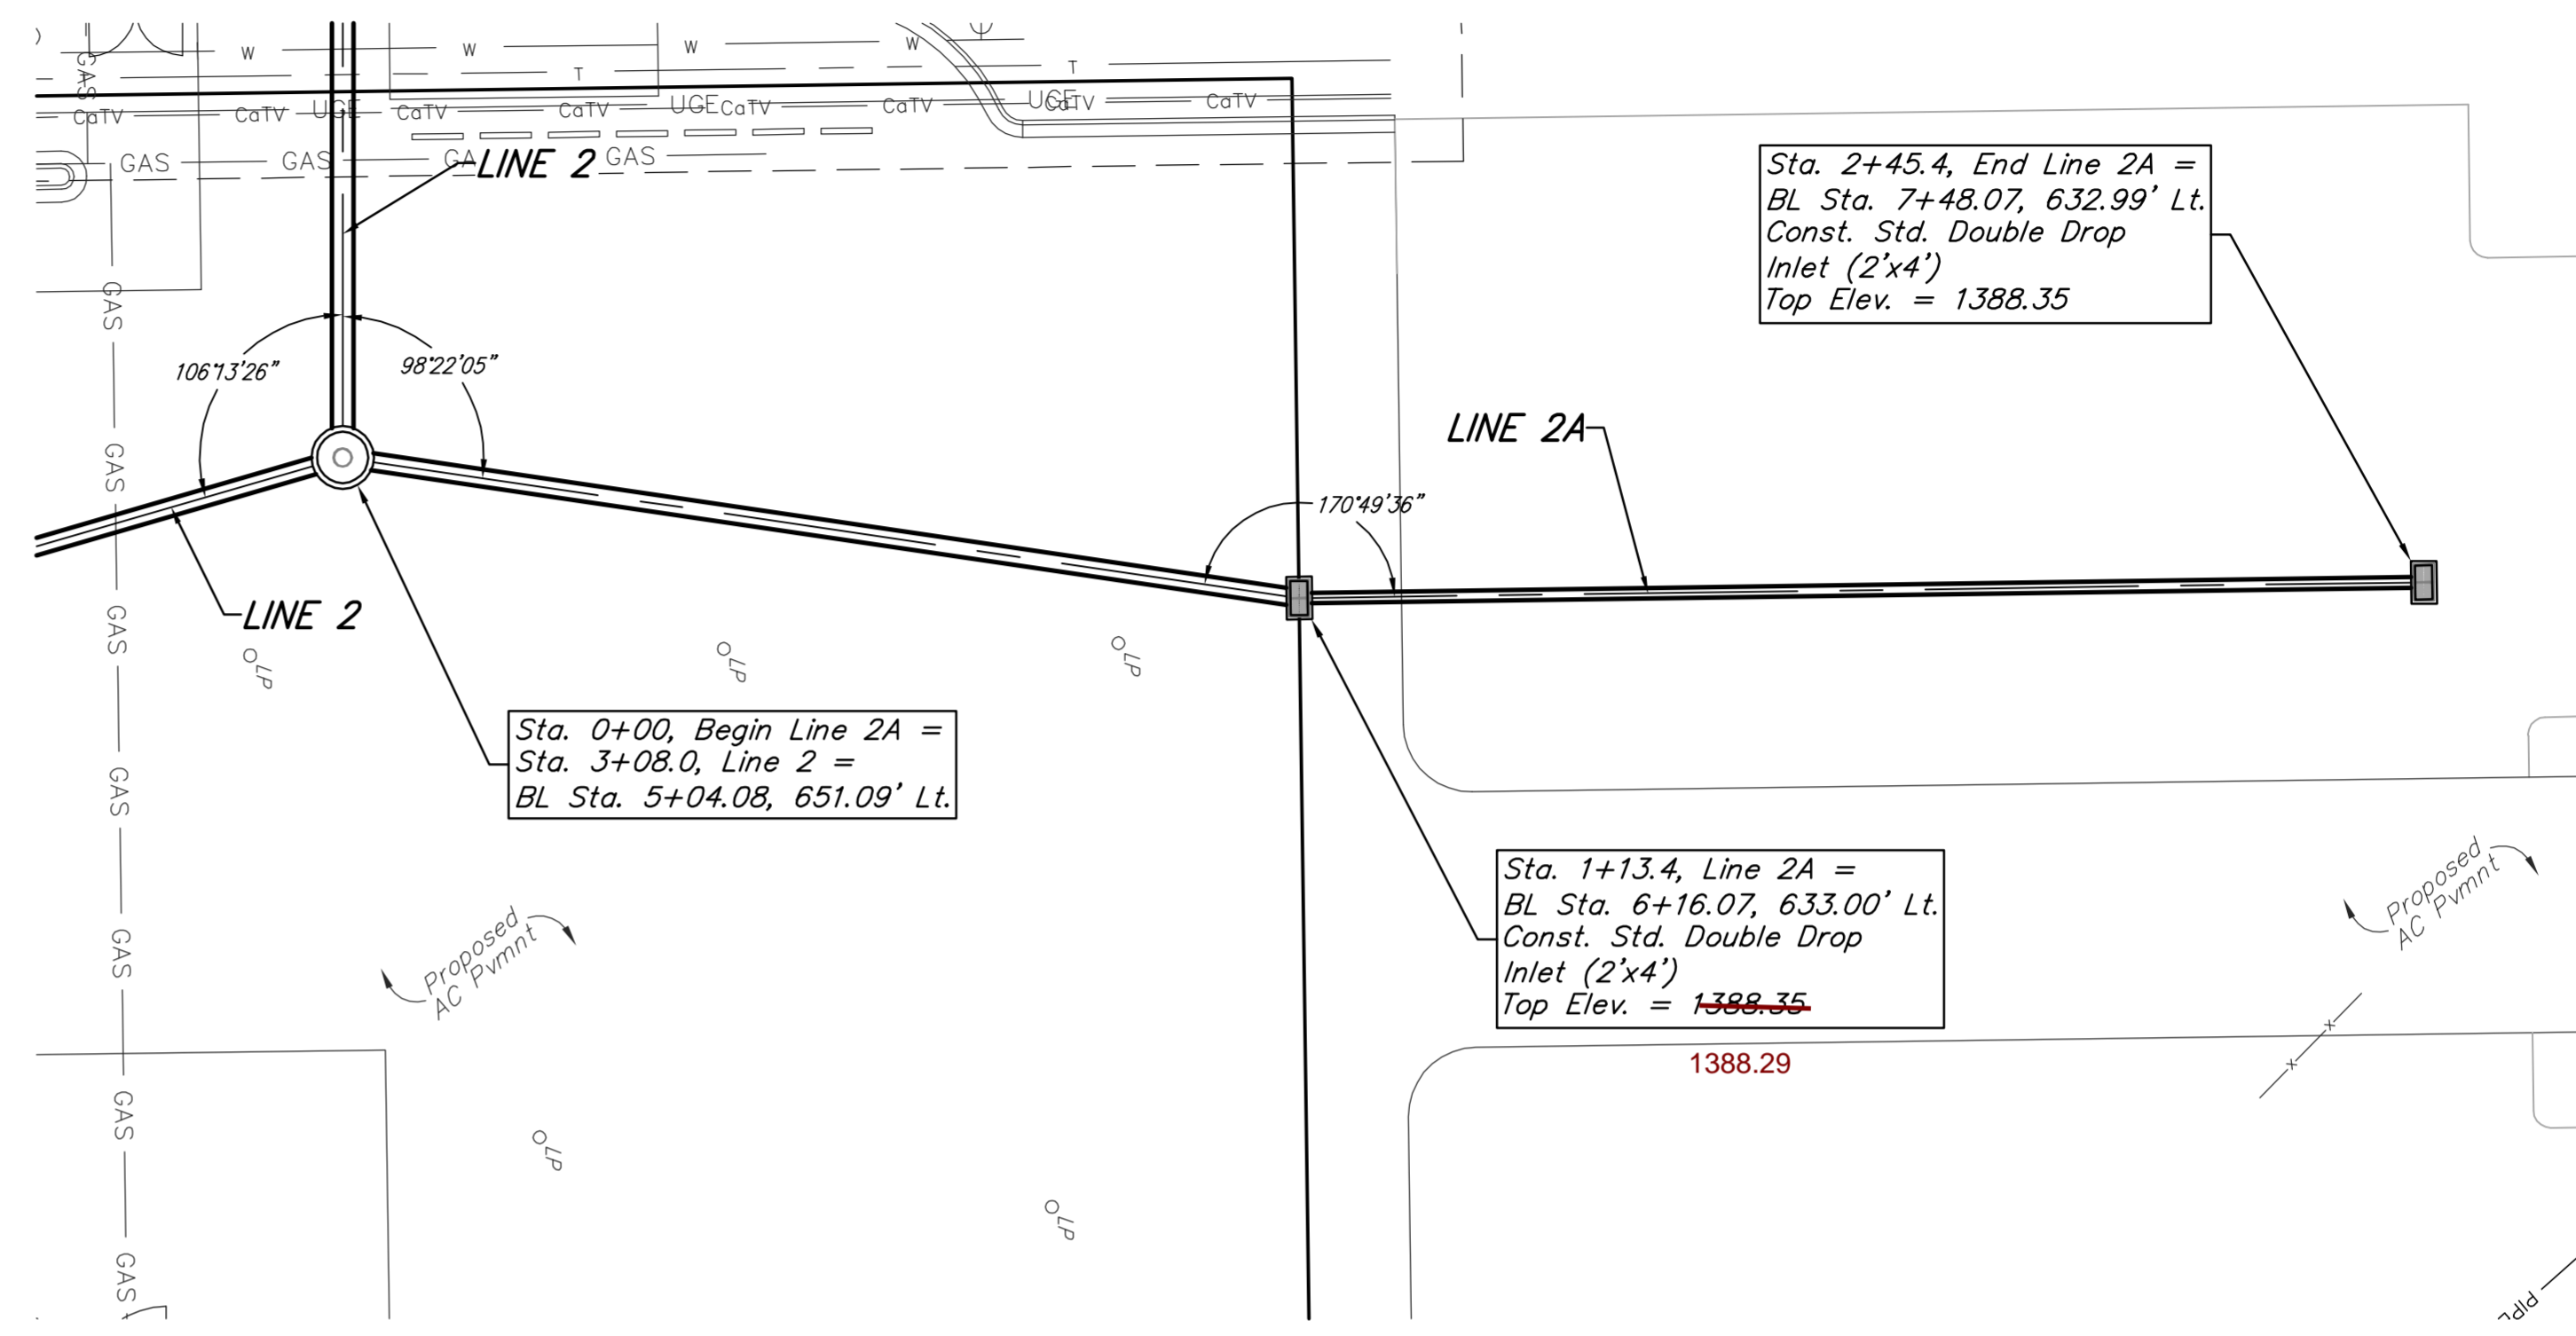 W W W W
GAS
T T
CaTV CaTV UGE CaTV CaTV UGE CaTV CaTV UGE CaTV CaTV
GAS GAS GA LINE 2 GAS
Sta. 2+45.4, End Line 2A =
BL Sta. 7+48.07, 632.99' Lt.
Const. Std. Double Drop
Inlet (2'x4')
Top Elev. = 1388.35
GAS
106°13'26"
98°22'05"
LINE 2A
GAS
170°49'36"
LINE 2
GAS
LP
LP
LP
Sta. 0+00, Begin Line 2A =
Sta. 3+08.0, Line 2 =
BL Sta. 5+04.08, 651.09' Lt.
GAS
Sta. 1+13.4, Line 2A =
BL Sta. 6+16.07, 633.00' Lt.
Const. Std. Double Drop
Inlet (2'x4')
Top Elev. = 1388.35
1388.29
Proposed
AC Pvmnt
Proposed
AC Pvmnt
x
x
GAS
GAS
LP
LP
GAS